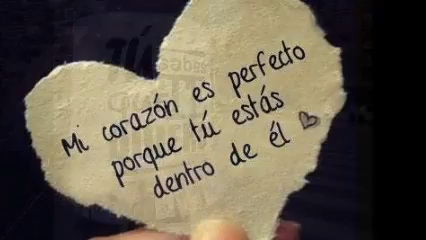 Mi corazón es perfecto
porque tú estás
dentro de él